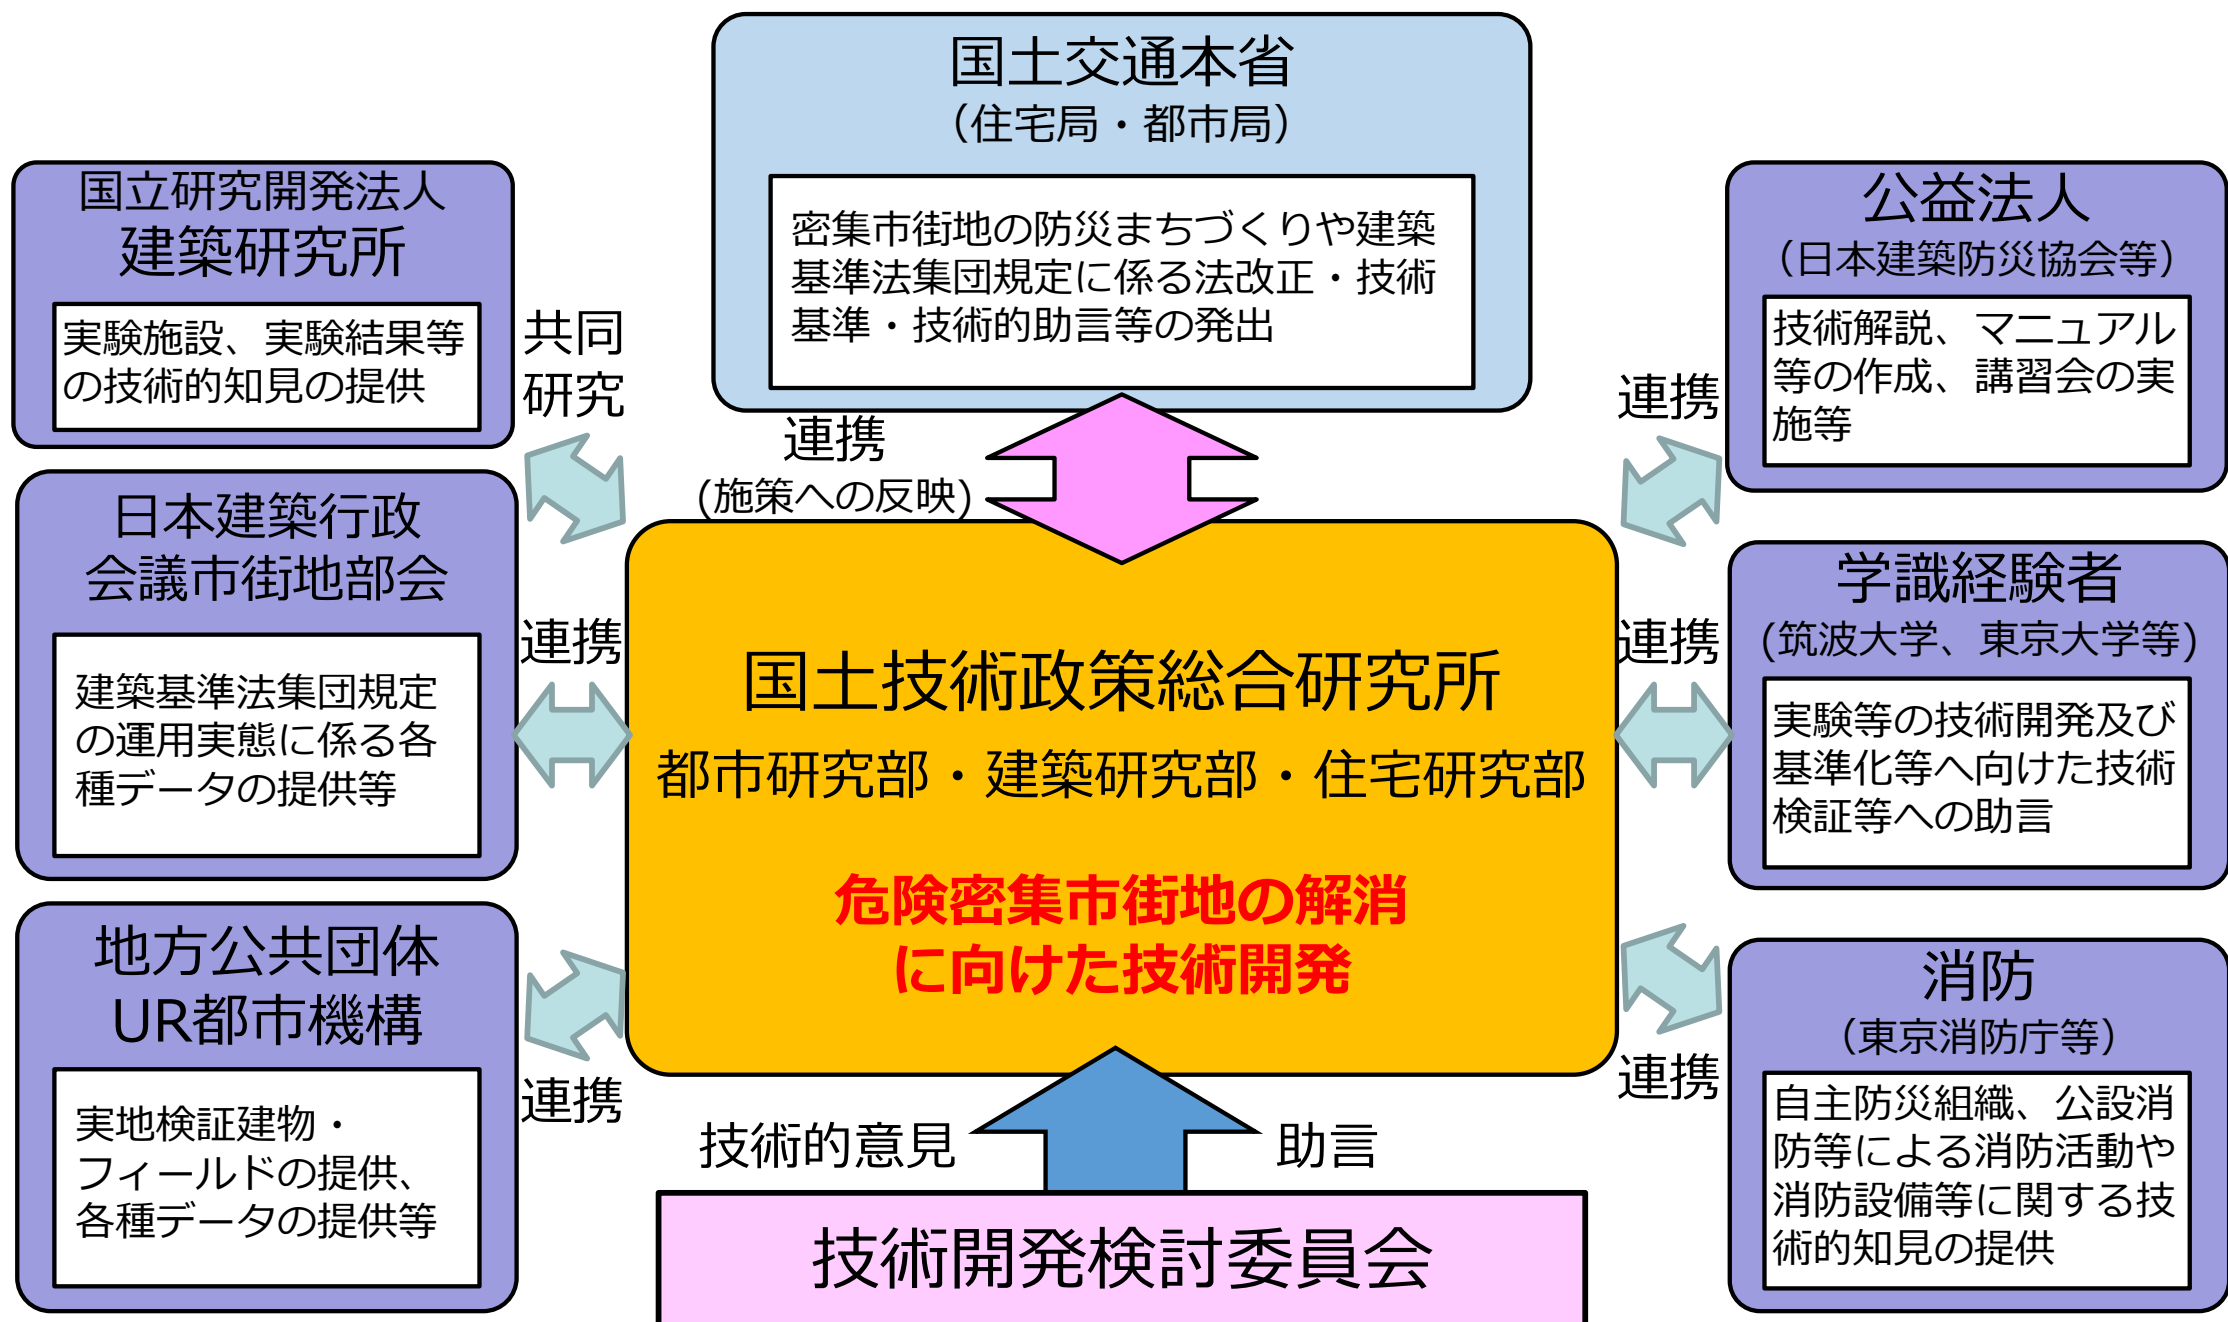 国土交通本省
（住宅局・都市局）
密集市街地の防災まちづくりや建築
基準法集団規定に係る法改正・技術
基準・技術的助言等の発出
国立研究開発法人
建築研究所
実験施設、実験結果等
の技術的知見の提供
共同
研究
公益法人
（日本建築防災協会等）
技術解説、マニュアル
等の作成、講習会の実
施等
連携
連携
(施策への反映)
日本建築行政
会議市街地部会
建築基準法集団規定
の運用実態に係る各
種データの提供等
連携
国土技術政策総合研究所
都市研究部・建築研究部・住宅研究部
危険密集市街地の解消
に向けた技術開発
連携
学識経験者
(筑波大学、東京大学等)
実験等の技術開発及び
基準化等へ向けた技術
検証等への助言
地方公共団体
UR都市機構
実地検証建物・
フィールドの提供、
各種データの提供等
連携
消防
（東京消防庁等）
自主防災組織、公設消
防等による消防活動や
消防設備等に関する技
術的知見の提供
連携
技術的意見
助言
技術開発検討委員会